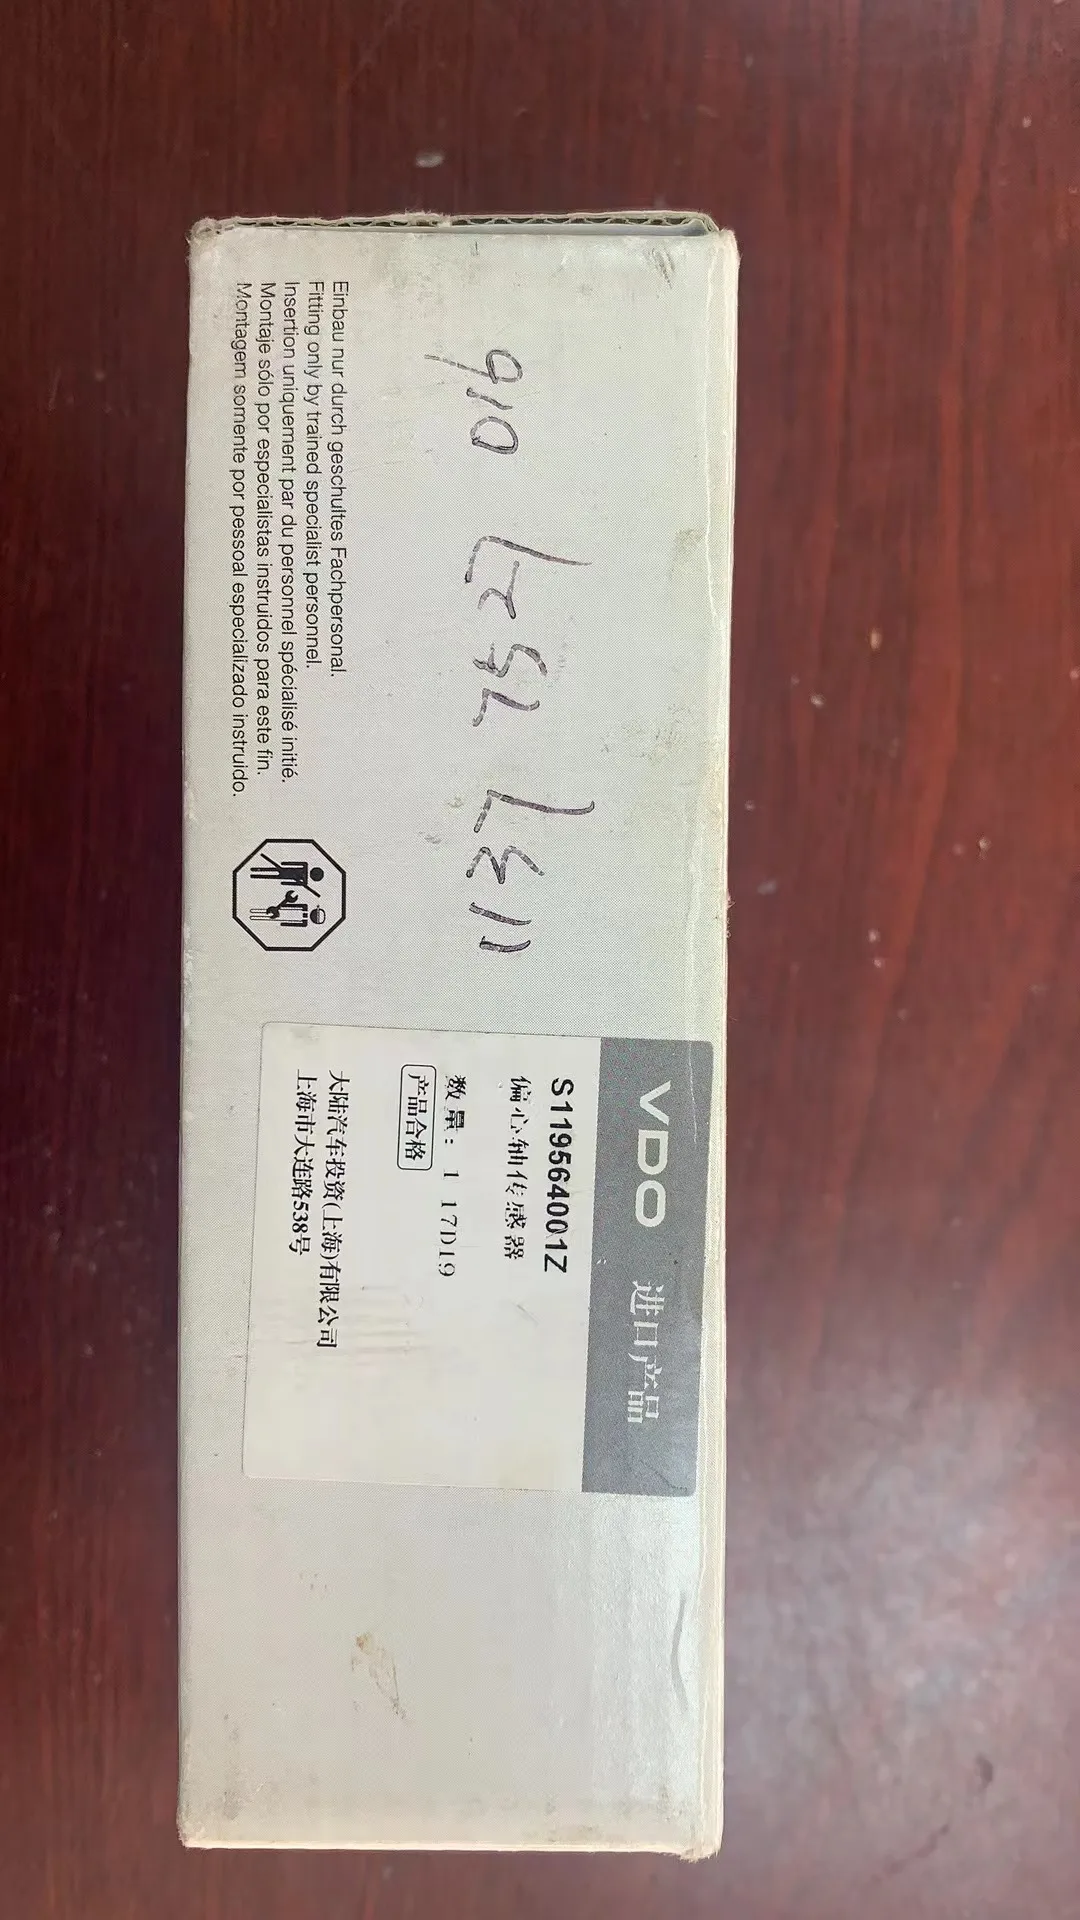 Einbau nur durch geschultes Fachpersonal.
Fitting only by trained specialist personnel.
Insertion uniquement par du personnel spécialisé initié.
Montaje sólo por especialistas instruidos para este fin.
Montagem somente por pessoal especializado instruido.
910
VDO 进口产品
S119564001Z
偏心轴传感器
数量: 1 17D19
产品合格
大陆汽车投资(上海)有限公司
上海市大连路538号